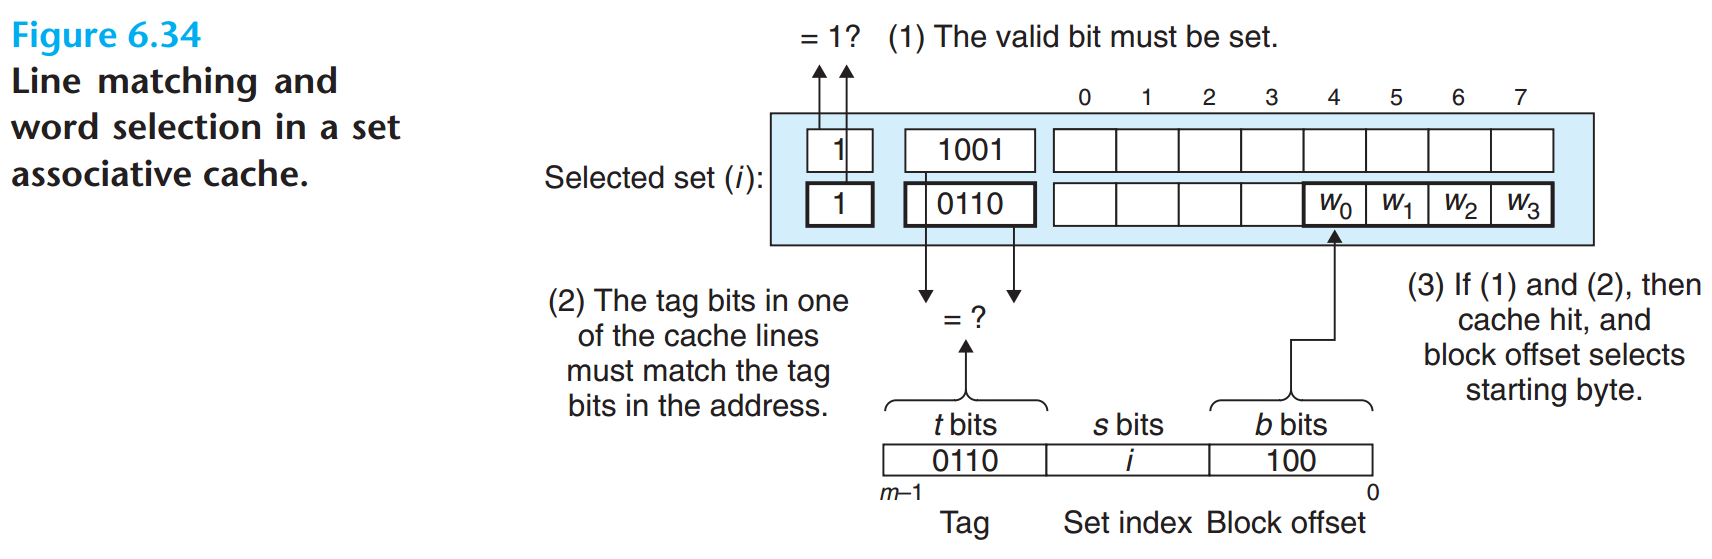 Figure 6.34
Line matching and
word selection in a set
associative cache.
= 1? (1) The valid bit must be set.
0 1 2 3 4 5 6 7
1 1001
Selected set (i):
1 0110 w0 w1 w2 w3
(2) The tag bits in one
of the cache lines
must match the tag
bits in the address.
= ?
(3) If (1) and (2), then
cache hit, and
block offset selects
starting byte.
t bits s bits b bits
0110 i 100
m–1 0
Tag Set index Block offset